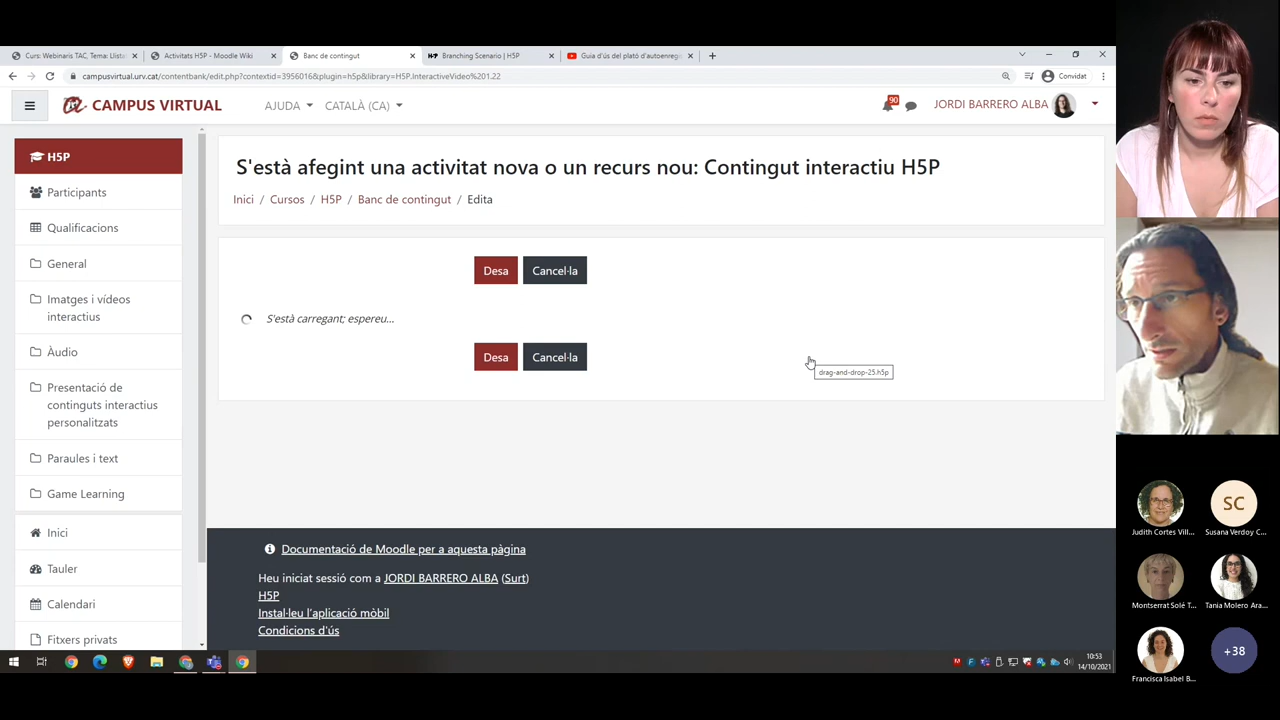 Curs: Webinaris TAC, Tema: Llista
Activitats H5P - Moodle Wiki
Banc de contingut
H-P Branching Scenario | H5P
Guia d'ús del plató d'autoenreg
campusvirtual.urv.cat/contentbank/edit.php?contextid=3956016&plugin=h5p&library=H5P.InteractiveVideo%201.22
Convidat
CAMPUS VIRTUAL
AJUDA
CATALÀ (CA)
90
JORDI BARRERO ALBA
H5P
Participants
Qualificacions
General
Imatges i vídeos
interactius
Àudio
Presentació de
continguts interactius
personalitzats
Paraules i text
Game Learning
Inici
Tauler
Calendari
Fitxers privats
S'està afegint una activitat nova o un recurs nou: Contingut interactiu H5P
Inici / Cursos / H5P / Banc de contingut / Edita
Desa
Cancel·la
S'està carregant; espereu...
Desa
Cancel·la
drag-and-drop-25.h5p
Documentació de Moodle per a aquesta pàgina
Heu iniciat sessió com a JORDI BARRERO ALBA (Surt)
H5P
Instal·leu l'aplicació mòbil
Condicions d'ús
10:53
14/10/2021
Judith Cortes Vill...
SC
Susana Verdoy C...
Montserrat Solé T...
Tania Molero Ara...
Francisca Isabel B...
+38